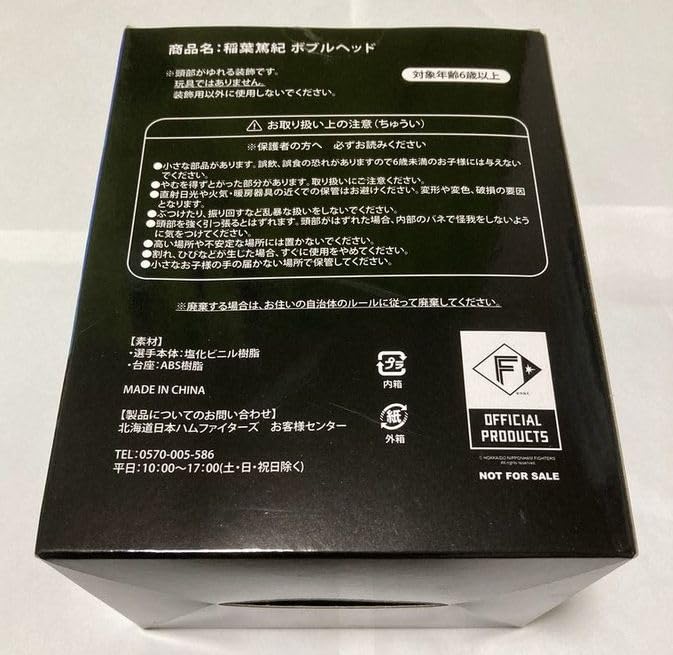 商品名：稲葉篤紀 ボブルヘッド
※頭部がゆれる装飾です。
玩具ではありません。
装飾用以外に使用しないでください。
対象年齢6歳以上
⚠ お取り扱い上の注意（ちゅうい）
※保護者の方へ 必ずお読みください
●小さな部品があります。誤飲、誤食の恐れがありますので6歳未満のお子様には与えない
でください。
●やむを得ずとがった部分があります。取り扱いにご注意ください。
●直射日光や火気・暖房器具の近くでの保管はお避けください。変形や変色、破損の要因
となります。
●ぶつけたり、振り回すなど乱暴な扱いをしないでください。
●頭部を強く引っ張るとはずれます。頭部がはずれた場合、内部のバネで怪我をしないよう
に気をつけてください。
●高い場所や不安定な場所には置かないでください。
●割れ、ひびなどが生じた場合、すぐに使用をやめてください。
●小さなお子様の手の届かない場所で保管してください。
※廃棄する場合は、お住いの自治体のルールに従って廃棄してください。
【素材】
・選手本体：塩化ビニル樹脂
・台座：ABS樹脂
MADE IN CHINA
【製品についてのお問い合わせ】
北海道日本ハムファイターズ お客様センター
TEL：0570-005-586
平日：10：00〜17：00（土・日・祝日除く）
プラ
内箱
紙
外箱
F
OFFICIAL
PRODUCTS
© HOKKAIDO NIPPONHAM FIGHTERS
All rights reserved.
NOT FOR SALE